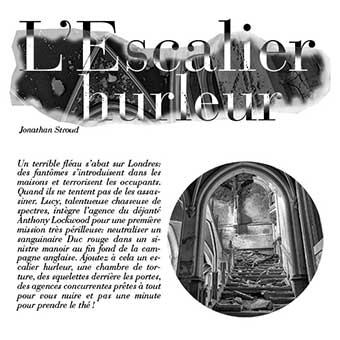 L'Escalier
hurleur
Jonathan Stroud
Un terrible fléau s'abat sur Londres:
des fantômes s'introduisent dans les
maisons et terrorisent les occupants.
Quand ils ne tentent pas de les assas-
siner. Lucy, talentueuse chasseuse de
spectres, intègre l'agence du déjanté
Anthony Lockwood pour une première
mission très périlleuse: neutraliser un
sanguinaire Duc rouge dans un si-
nistre manoir au fin fond de la cam-
pagne anglaise. Ajoutez à cela un es-
calier hurleur, une chambre de tor-
ture, des squelettes derrière les portes,
des agences concurrentes prêtes à tout
pour vous nuire et pas une minute
pour prendre le thé !